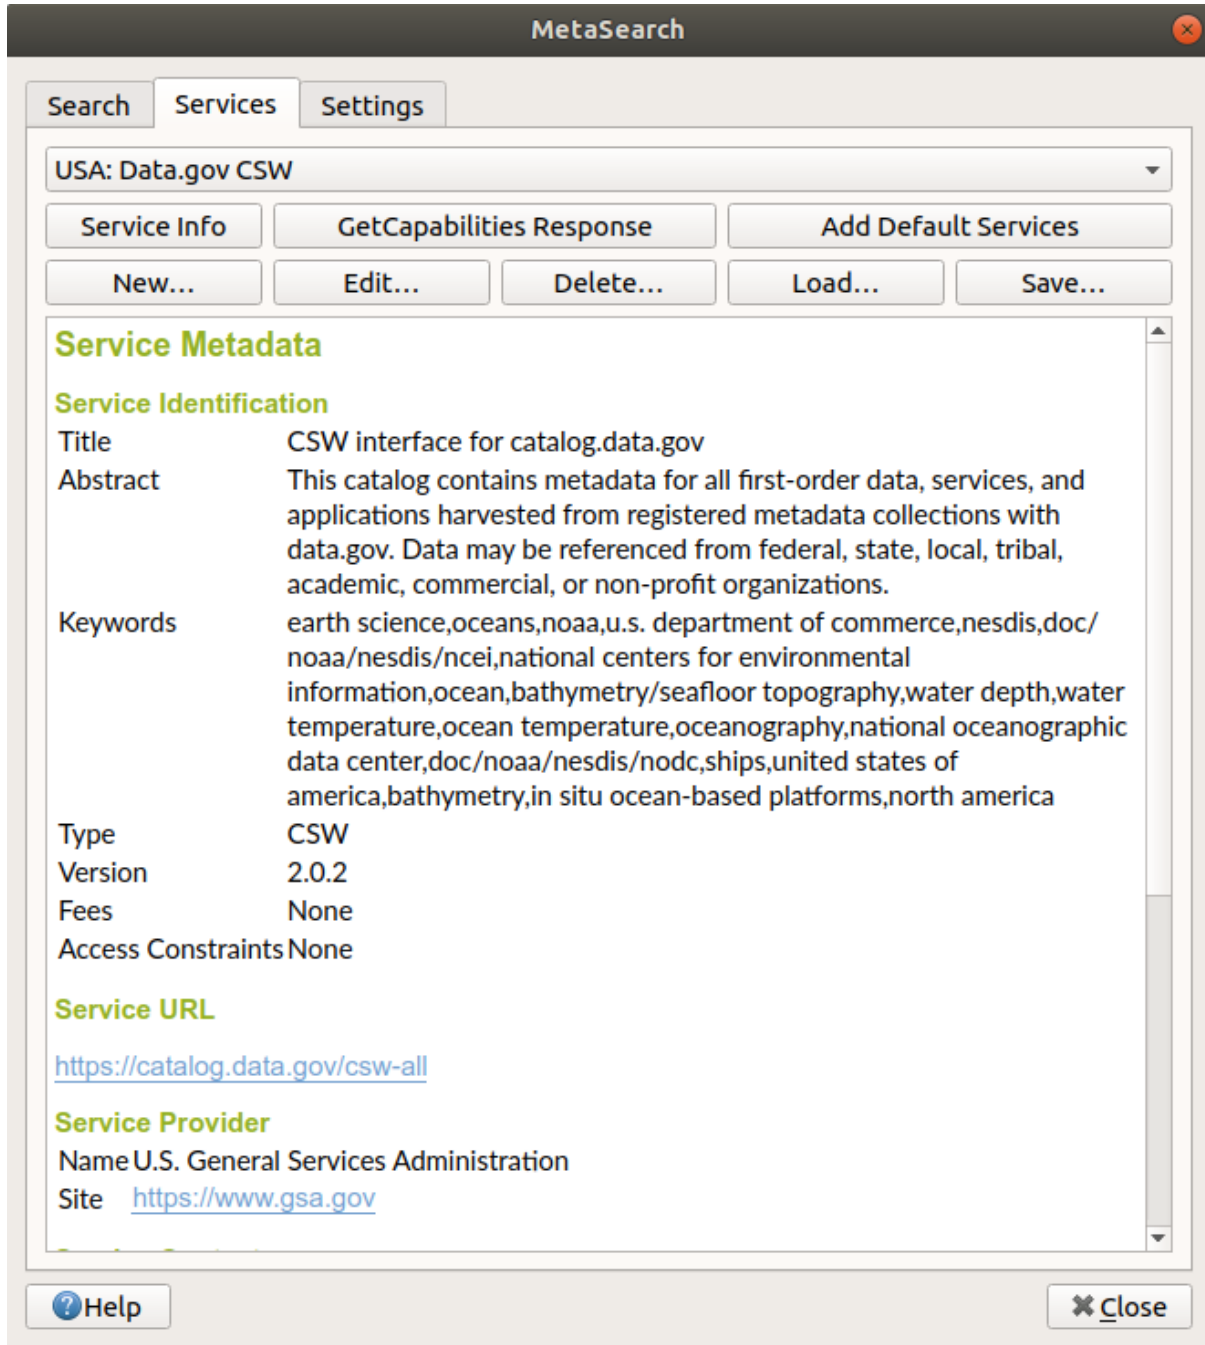 MetaSearch
Search Services Settings
USA: Data.gov CSW
Service Info GetCapabilities Response Add Default Services
New... Edit... Delete... Load... Save...
Service Metadata
Service Identification
Title CSW interface for catalog.data.gov
Abstract This catalog contains metadata for all first-order data, services, and
applications harvested from registered metadata collections with
data.gov. Data may be referenced from federal, state, local, tribal,
academic, commercial, or non-profit organizations.
Keywords earth science,oceans,noaa,u.s. department of commerce,nesdis,doc/
noaa/nesdis/ncei,national centers for environmental
information,ocean,bathymetry/seafloor topography,water depth,water
temperature,ocean temperature,oceanography,national oceanographic
data center,doc/noaa/nesdis/nodc,ships,united states of
america,bathymetry,in situ ocean-based platforms,north america
Type CSW
Version 2.0.2
Fees None
Access Constraints None
Service URL
https://catalog.data.gov/csw-all
Service Provider
Name U.S. General Services Administration
Site https://www.gsa.gov
Help Close